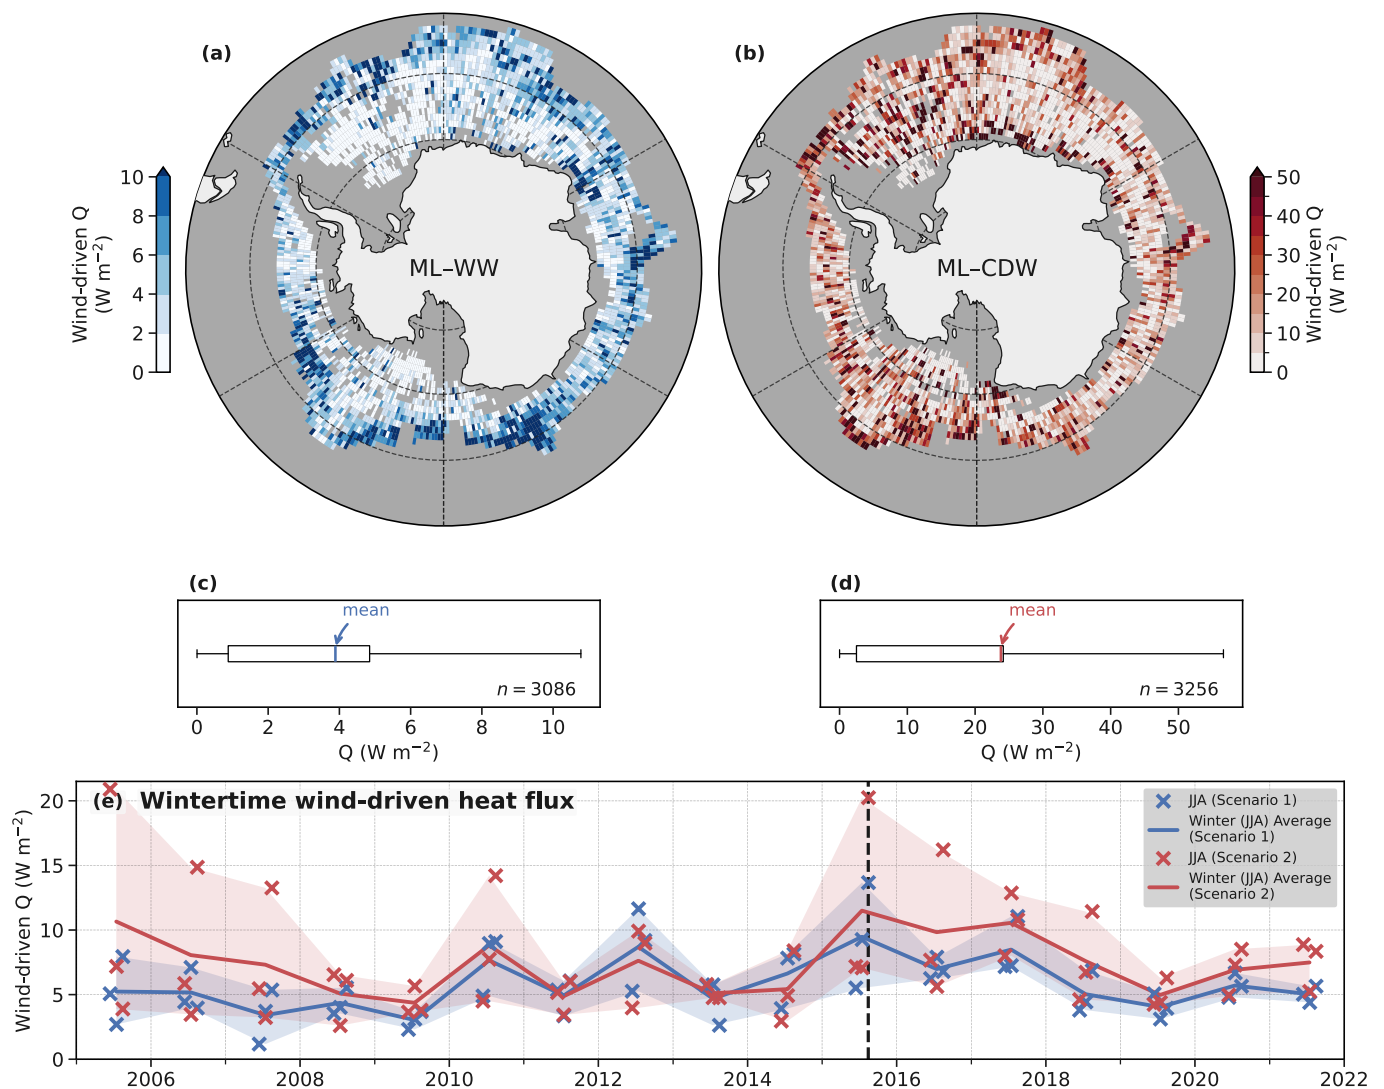 (a)
(b)
ML–WW
ML–CDW
10
8
6
4
2
0
Wind-driven Q
(W m⁻²)
50
40
30
20
10
0
Wind-driven Q
(W m⁻²)
(c)
mean
n = 3086
0 2 4 6 8 10
Q (W m⁻²)
(d)
mean
n = 3256
0 10 20 30 40 50
Q (W m⁻²)
(e) Wintertime wind-driven heat flux
Wind-driven Q (W m⁻²)
20
15
10
5
0
JJA (Scenario 1)
Winter (JJA) Average
(Scenario 1)
JJA (Scenario 2)
Winter (JJA) Average
(Scenario 2)
2006 2008 2010 2012 2014 2016 2018 2020 2022